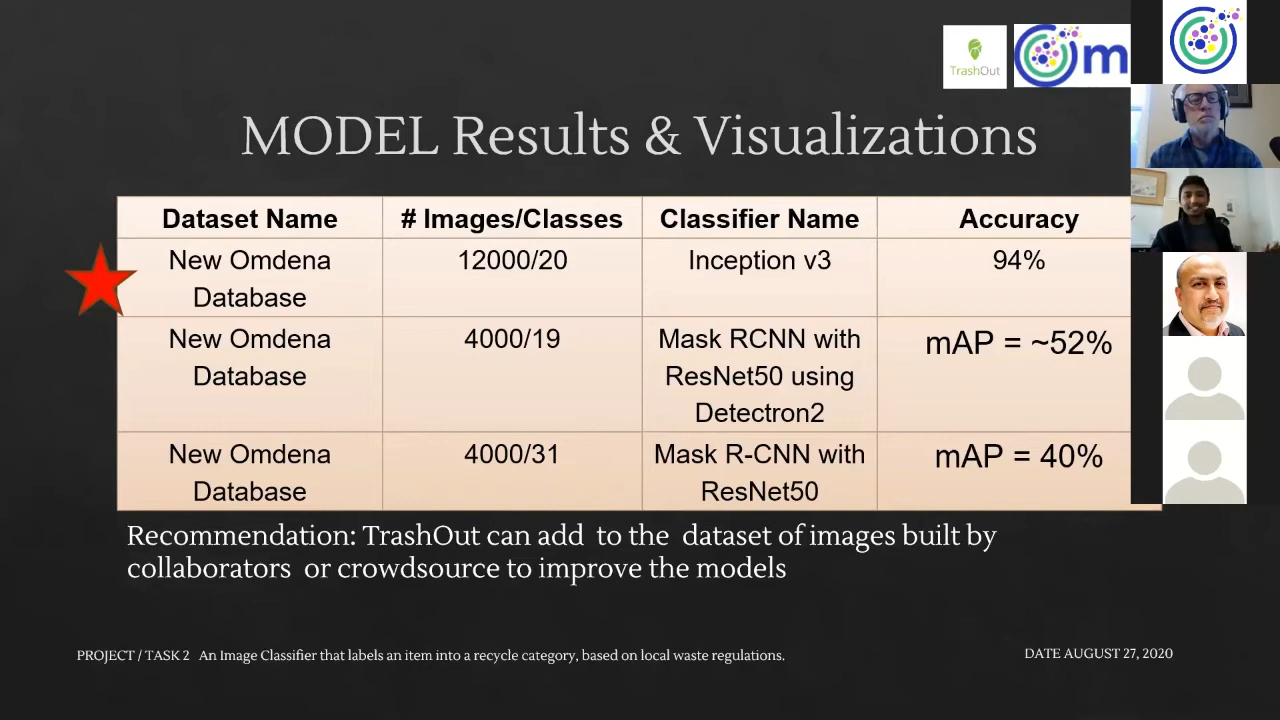 TrashOut
m
MODEL Results & Visualizations
Dataset Name # Images/Classes Classifier Name Accuracy
New Omdena Database 12000/20 Inception v3 94%
New Omdena Database 4000/19 Mask RCNN with ResNet50 using Detectron2 mAP = ~52%
New Omdena Database 4000/31 Mask R-CNN with ResNet50 mAP = 40%
Recommendation: TrashOut can add to the dataset of images built by
collaborators or crowdsource to improve the models
PROJECT / TASK 2 An Image Classifier that labels an item into a recycle category, based on local waste regulations.
DATE AUGUST 27, 2020